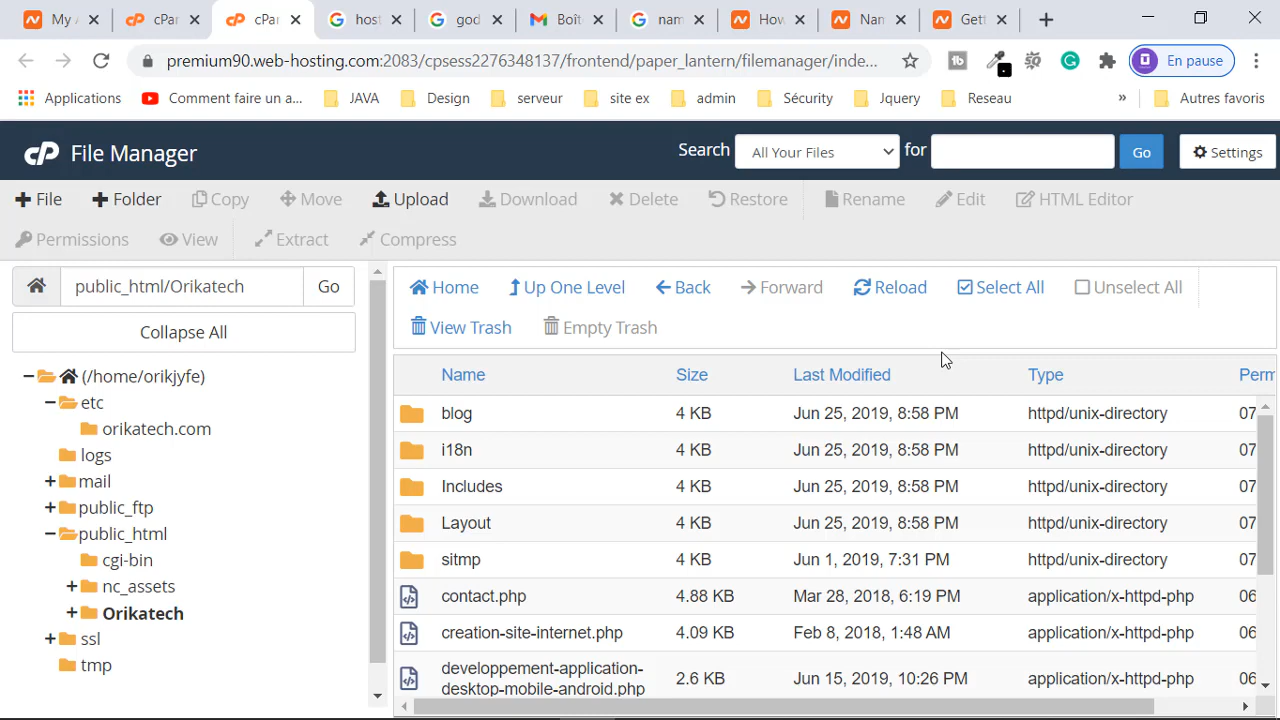 My A
cPa
cPa
host
god
Boît
nam
How
Nar
Gett
premium90.web-hosting.com:2083/cpsess2276348137/frontend/paper_lantern/filemanager/inde...
En pause
Applications
Comment faire un a...
JAVA
Design
serveur
site ex
admin
Sécurity
Jquery
Reseau
»
Autres favoris
cP File Manager
Search
All Your Files
for
Go
Settings
File
Folder
Copy
Move
Upload
Download
Delete
Restore
Rename
Edit
HTML Editor
Permissions
View
Extract
Compress
public_html/Orikatech
Go
Collapse All
(/home/orikjyfe)
etc
orikatech.com
logs
mail
public_ftp
public_html
cgi-bin
nc_assets
Orikatech
ssl
tmp
Home
Up One Level
Back
Forward
Reload
Select All
Unselect All
View Trash
Empty Trash
Name Size Last Modified Type Perm
blog 4 KB Jun 25, 2019, 8:58 PM httpd/unix-directory 07
i18n 4 KB Jun 25, 2019, 8:58 PM httpd/unix-directory 07
Includes 4 KB Jun 25, 2019, 8:58 PM httpd/unix-directory 07
Layout 4 KB Jun 25, 2019, 8:58 PM httpd/unix-directory 07
sitmp 4 KB Jun 1, 2019, 7:31 PM httpd/unix-directory 07
contact.php 4.88 KB Mar 28, 2018, 6:19 PM application/x-httpd-php 06
creation-site-internet.php 4.09 KB Feb 8, 2018, 1:48 AM application/x-httpd-php 06
developpement-application-
desktop-mobile-android.php 2.6 KB Jun 15, 2019, 10:26 PM application/x-httpd-php 06